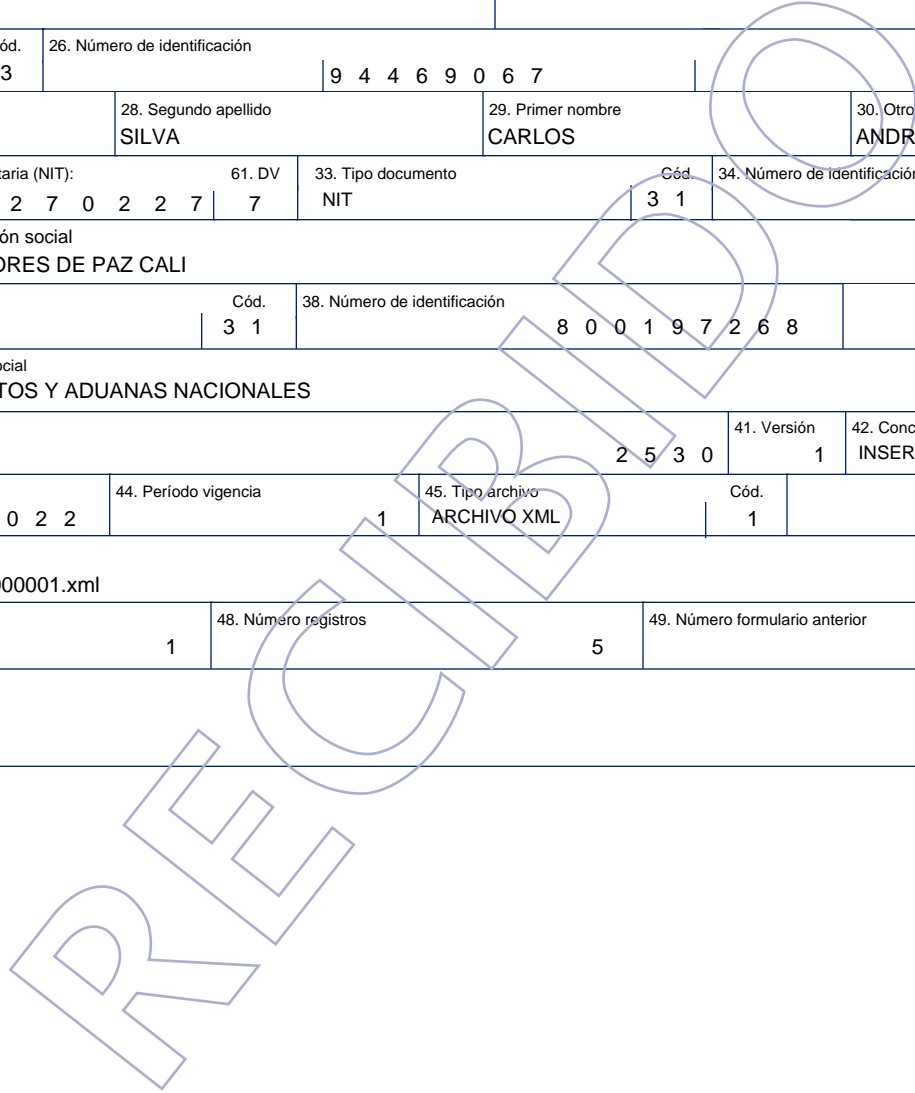 ód. 26. Número de identificación
3 9 4 4 6 9 0 6 7
28. Segundo apellido 29. Primer nombre 30. Otro
SILVA CARLOS ANDR
taria (NIT): 61. DV 33. Tipo documento Cód. 34. Número de identificación
2 7 0 2 2 7 7 NIT 3 1
ón social
ORES DE PAZ CALI
Cód. 38. Número de identificación
3 1 8 0 0 1 9 7 2 6 8
ocial
TOS Y ADUANAS NACIONALES
41. Versión 42. Conc
2 5 3 0 1 INSER
44. Período vigencia 45. Tipo archivo Cód.
0 2 2 1 ARCHIVO XML 1
000001.xml
48. Número registros 49. Número formulario anterior
1 5
RECIBIDO